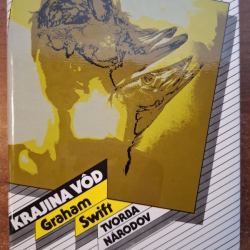 KRAJINA VÔD
Graham
Swift
TVORBA
NÁRODOV